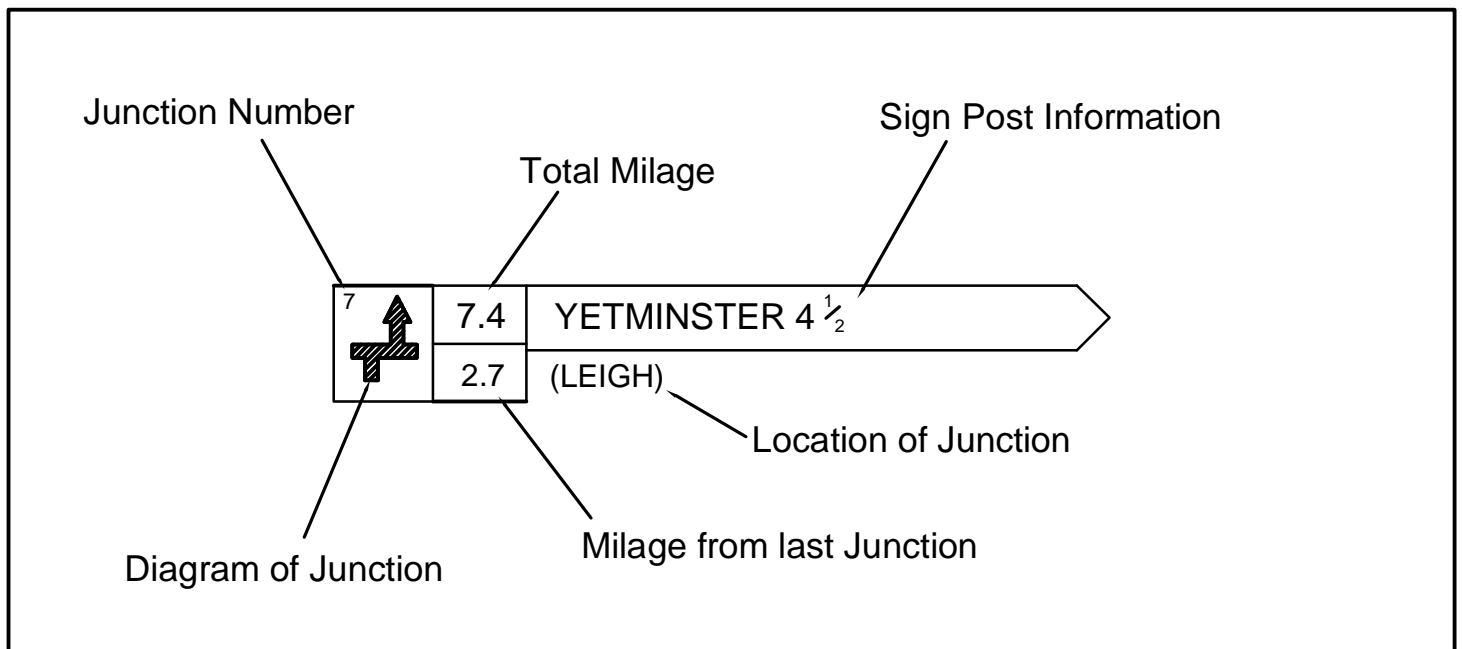 Junction Number
Sign Post Information
Total Milage
7
7.4
YETMINSTER 4 1/2
2.7
(LEIGH)
Location of Junction
Milage from last Junction
Diagram of Junction